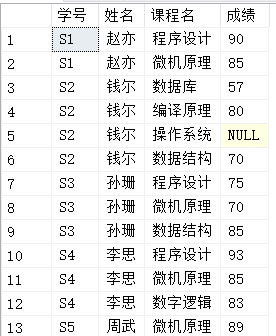 学号 姓名 课程名 成绩
1 S1 赵亦 程序设计 90
2 S1 赵亦 微机原理 85
3 S2 钱尔 数据库 57
4 S2 钱尔 编译原理 80
5 S2 钱尔 操作系统 NULL
6 S2 钱尔 数据结构 70
7 S3 孙珊 程序设计 75
8 S3 孙珊 微机原理 70
9 S3 孙珊 数据结构 85
10 S4 李思 程序设计 93
11 S4 李思 微机原理 85
12 S4 李思 数字逻辑 83
13 S5 周武 微机原理 89